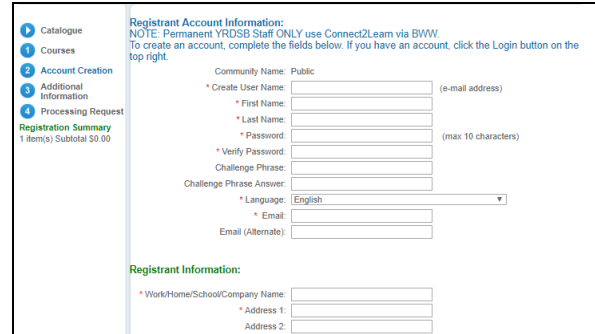 Catalogue
1 Courses
2 Account Creation
3 Additional
Information
4 Processing Request
Registration Summary
1 item(s) Subtotal $0.00
Registrant Account Information:
NOTE: Permanent YRDSB Staff ONLY use Connect2Learn via BWW.
To create an account, complete the fields below. If you have an account, click the Login button on the
top right.
Community Name: Public
* Create User Name: (e-mail address)
* First Name:
* Last Name:
* Password: (max 10 characters)
* Verify Password:
Challenge Phrase:
Challenge Phrase Answer:
* Language: English
* Email:
Email (Alternate):
Registrant Information:
* Work/Home/School/Company Name:
* Address 1:
Address 2: